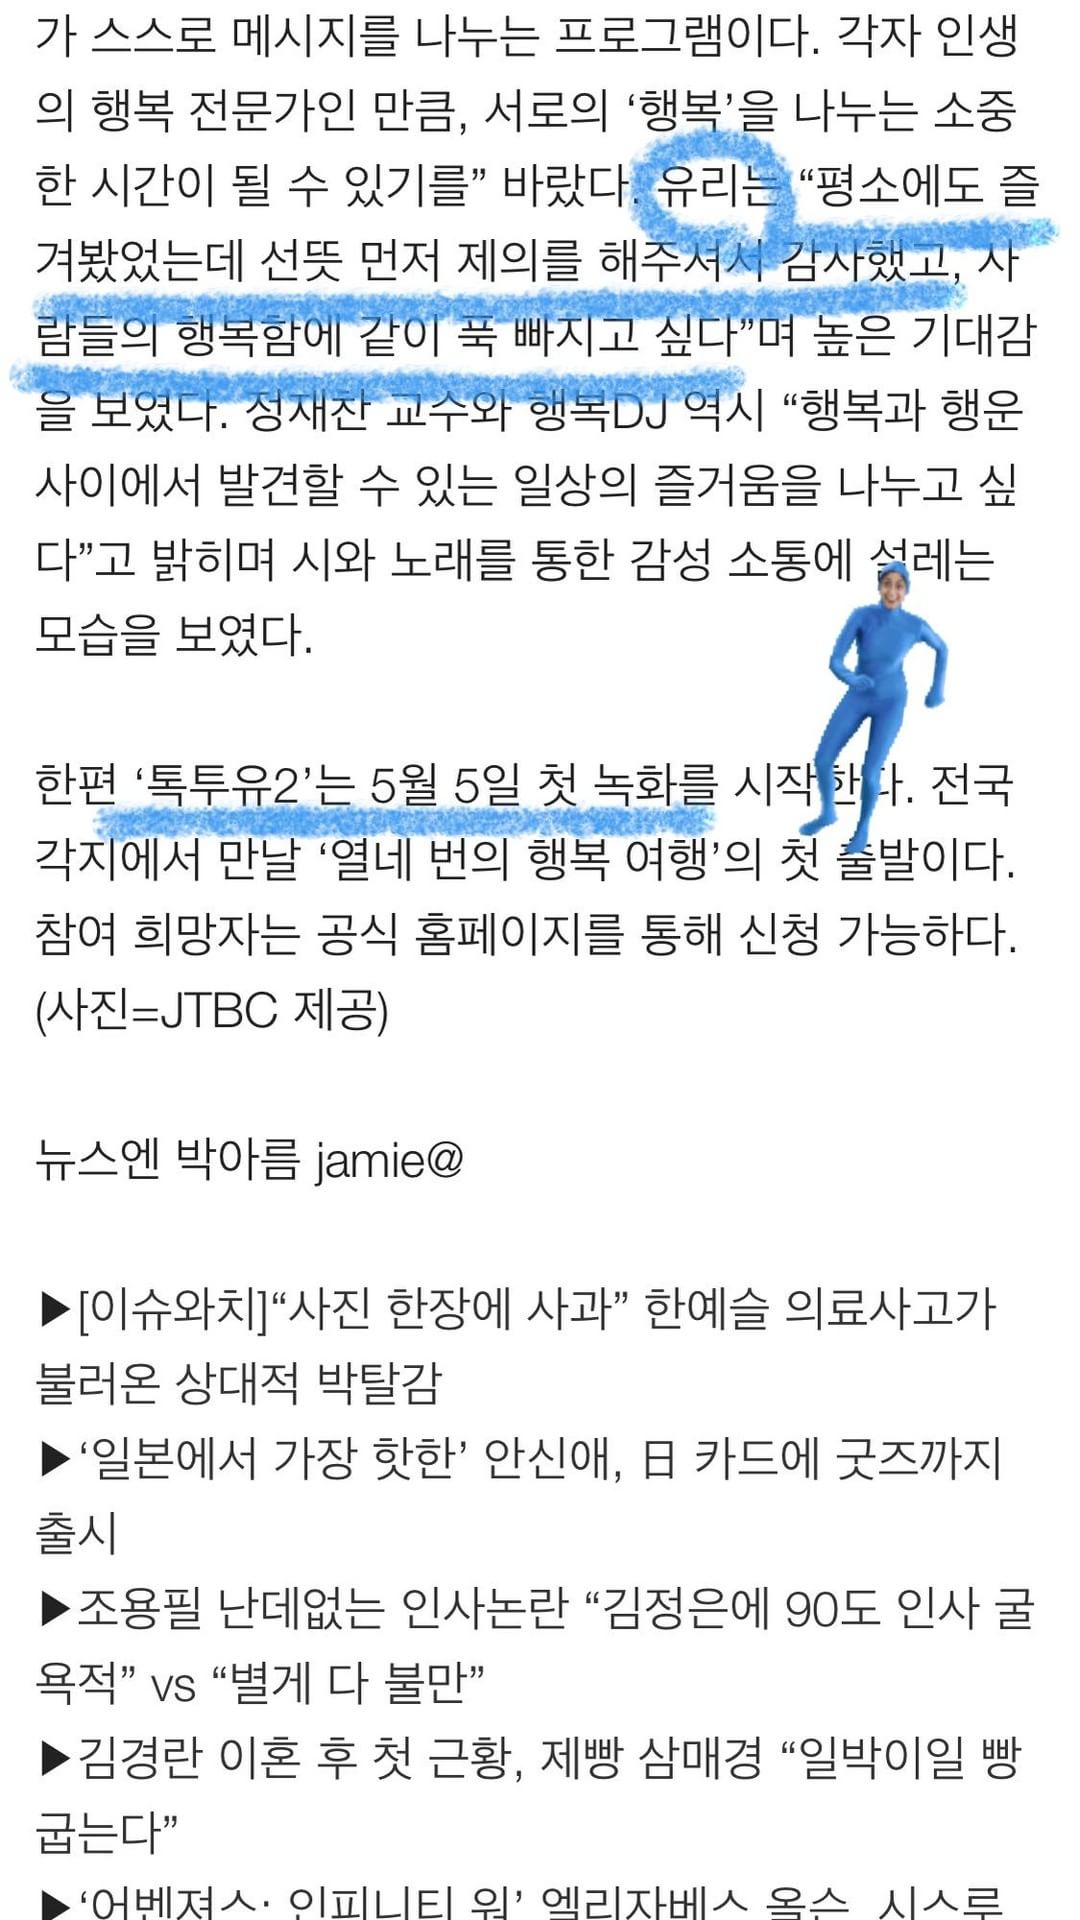 가 스스로 메시지를 나누는 프로그램이다. 각자 인생
의 행복 전문가인 만큼, 서로의 ‘행복’을 나누는 소중
한 시간이 될 수 있기를” 바랐다. 유리는 “평소에도 즐
겨봤었는데 선뜻 먼저 제의를 해주셔서 감사했고, 사
람들의 행복함에 같이 푹 빠지고 싶다”며 높은 기대감
을 보였다. 정재찬 교수와 행복DJ 역시 “행복과 행운
사이에서 발견할 수 있는 일상의 즐거움을 나누고 싶
다”고 밝히며 시와 노래를 통한 감성 소통에 설레는
모습을 보였다.
한편 ‘톡투유2’는 5월 5일 첫 녹화를 시작한다. 전국
각지에서 만날 ‘열네 번의 행복 여행’의 첫 출발이다.
참여 희망자는 공식 홈페이지를 통해 신청 가능하다.
(사진=JTBC 제공)
뉴스엔 박아름 jamie@
▶[이슈와치]“사진 한장에 사과” 한예슬 의료사고가
불러온 상대적 박탈감
▶‘일본에서 가장 핫한’ 안신애, 日 카드에 굿즈까지
출시
▶조용필 난데없는 인사논란 “김정은에 90도 인사 굴
욕적” vs “별게 다 불만”
▶김경란 이혼 후 첫 근황, 제빵 삼매경 “일박이일 빵
굽는다”
▶‘어벤져스: 인피니티 워’ 엘리자베스 올슨, 시스루